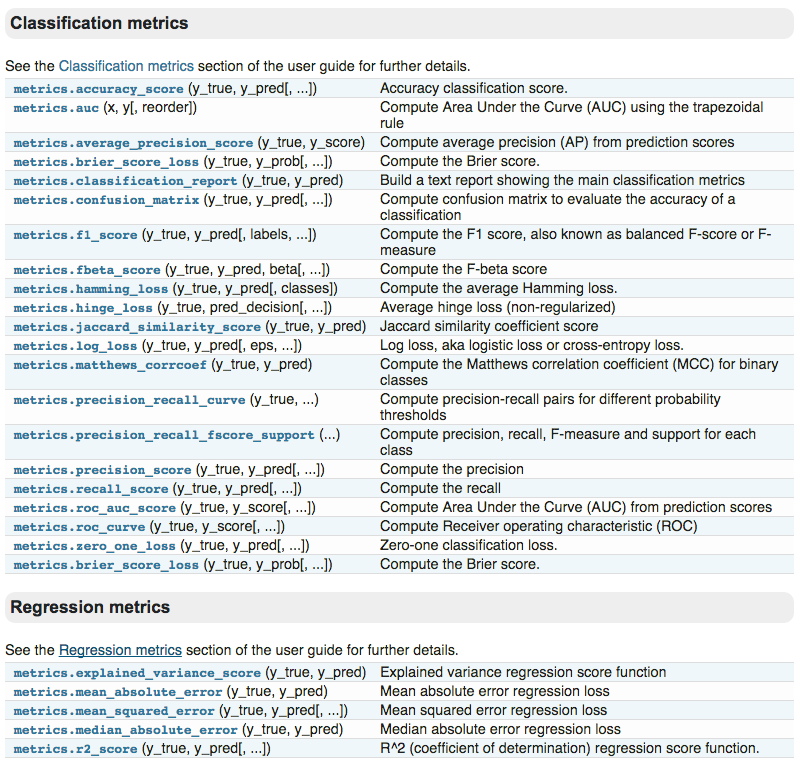 Classification metrics
See the Classification metrics section of the user guide for further details.
metrics.accuracy_score (y_true, y_pred[, ...]) Accuracy classification score.
metrics.auc (x, y[, reorder]) Compute Area Under the Curve (AUC) using the trapezoidal
rule
metrics.average_precision_score (y_true, y_score) Compute average precision (AP) from prediction scores
metrics.brier_score_loss (y_true, y_prob[, ...]) Compute the Brier score.
metrics.classification_report (y_true, y_pred) Build a text report showing the main classification metrics
metrics.confusion_matrix (y_true, y_pred[, ...]) Compute confusion matrix to evaluate the accuracy of a
classification
metrics.f1_score (y_true, y_pred[, labels, ...]) Compute the F1 score, also known as balanced F-score or F-
measure
metrics.fbeta_score (y_true, y_pred, beta[, ...]) Compute the F-beta score
metrics.hamming_loss (y_true, y_pred[, classes]) Compute the average Hamming loss.
metrics.hinge_loss (y_true, pred_decision[, ...]) Average hinge loss (non-regularized)
metrics.jaccard_similarity_score (y_true, y_pred) Jaccard similarity coefficient score
metrics.log_loss (y_true, y_pred[, eps, ...]) Log loss, aka logistic loss or cross-entropy loss.
metrics.matthews_corrcoef (y_true, y_pred) Compute the Matthews correlation coefficient (MCC) for binary
classes
metrics.precision_recall_curve (y_true, ...) Compute precision-recall pairs for different probability
thresholds
metrics.precision_recall_fscore_support (...) Compute precision, recall, F-measure and support for each
class
metrics.precision_score (y_true, y_pred[, ...]) Compute the precision
metrics.recall_score (y_true, y_pred[, ...]) Compute the recall
metrics.roc_auc_score (y_true, y_score[, ...]) Compute Area Under the Curve (AUC) from prediction scores
metrics.roc_curve (y_true, y_score[, ...]) Compute Receiver operating characteristic (ROC)
metrics.zero_one_loss (y_true, y_pred[, ...]) Zero-one classification loss.
metrics.brier_score_loss (y_true, y_prob[, ...]) Compute the Brier score.
Regression metrics
See the Regression metrics section of the user guide for further details.
metrics.explained_variance_score (y_true, y_pred) Explained variance regression score function
metrics.mean_absolute_error (y_true, y_pred) Mean absolute error regression loss
metrics.mean_squared_error (y_true, y_pred[, ...]) Mean squared error regression loss
metrics.median_absolute_error (y_true, y_pred) Median absolute error regression loss
metrics.r2_score (y_true, y_pred[, ...]) R^2 (coefficient of determination) regression score function.